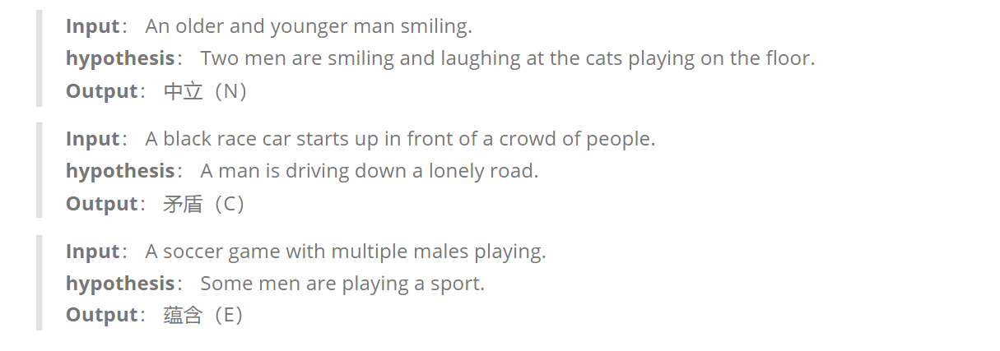 Input： An older and younger man smiling.
hypothesis： Two men are smiling and laughing at the cats playing on the floor.
Output： 中立（N）
Input： A black race car starts up in front of a crowd of people.
hypothesis： A man is driving down a lonely road.
Output： 矛盾（C）
Input： A soccer game with multiple males playing.
hypothesis： Some men are playing a sport.
Output： 蕴含（E）